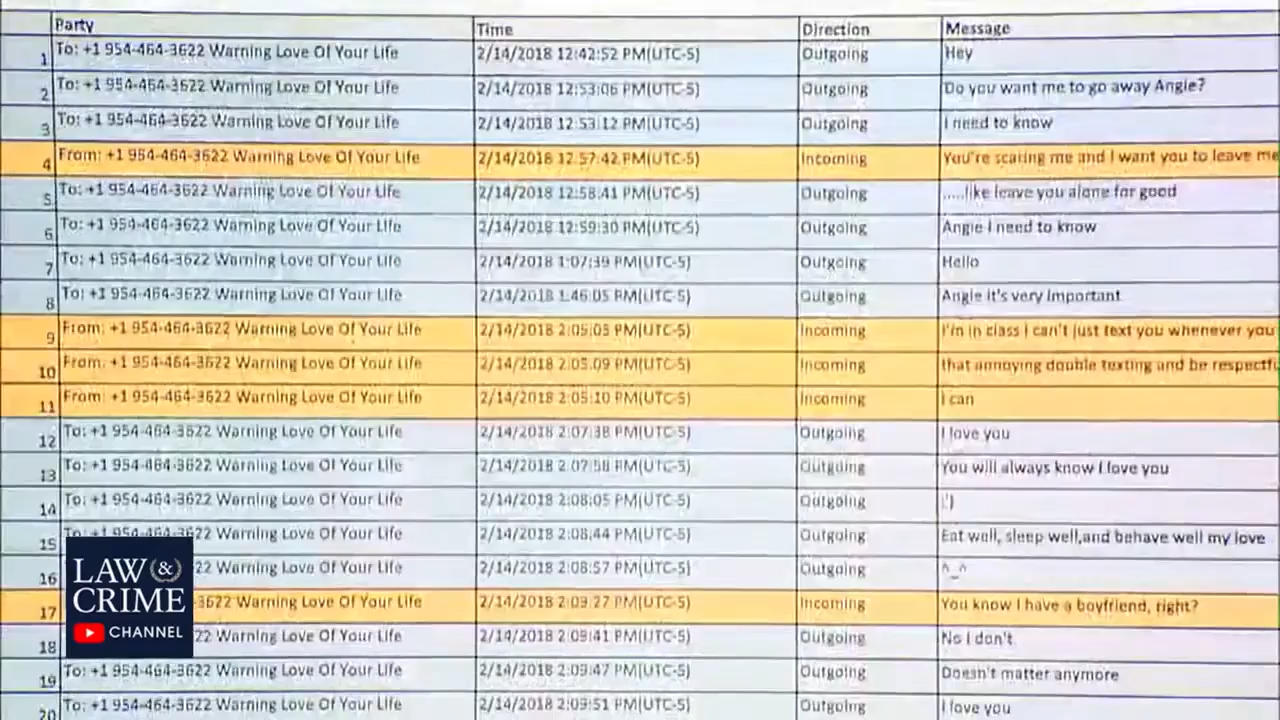 Party Time Direction Message
1 To: +1 954-464-3622 Warning Love Of Your Life 2/14/2018 12:42:52 PM(UTC-5) Outgoing Hey
2 To: +1 954-464-3622 Warning Love Of Your Life 2/14/2018 12:53:06 PM(UTC-5) Outgoing Do you want me to go away Angie?
3 To: +1 954-464-3622 Warning Love Of Your Life 2/14/2018 12:53:12 PM(UTC-5) Outgoing I need to know
4 From: +1 954-464-3622 Warning Love Of Your Life 2/14/2018 12:57:42 PM(UTC-5) Incoming You're scaring me and I want you to leave me
5 To: +1 954-464-3622 Warning Love Of Your Life 2/14/2018 12:58:41 PM(UTC-5) Outgoing .....like leave you alone for good
6 To: +1 954-464-3622 Warning Love Of Your Life 2/14/2018 12:59:30 PM(UTC-5) Outgoing Angie I need to know
7 To: +1 954-464-3622 Warning Love Of Your Life 2/14/2018 1:07:39 PM(UTC-5) Outgoing Hello
8 To: +1 954-464-3622 Warning Love Of Your Life 2/14/2018 1:46:05 PM(UTC-5) Outgoing Angie it's very important
9 From: +1 954-464-3622 Warning Love Of Your Life 2/14/2018 2:05:05 PM(UTC-5) Incoming I'm in class I can't just text you whenever you
10 From: +1 954-464-3622 Warning Love Of Your Life 2/14/2018 2:05:09 PM(UTC-5) Incoming that annoying double texting and be respectfu
11 From: +1 954-464-3622 Warning Love Of Your Life 2/14/2018 2:05:10 PM(UTC-5) Incoming I can
12 To: +1 954-464-3622 Warning Love Of Your Life 2/14/2018 2:07:38 PM(UTC-5) Outgoing I love you
13 To: +1 954-464-3622 Warning Love Of Your Life 2/14/2018 2:07:58 PM(UTC-5) Outgoing You will always know I love you
14 To: +1 954-464-3622 Warning Love Of Your Life 2/14/2018 2:08:05 PM(UTC-5) Outgoing :')
15 To: +1 954-464-3622 Warning Love Of Your Life 2/14/2018 2:08:44 PM(UTC-5) Outgoing Eat well, sleep well,and behave well my love
16 22 Warning Love Of Your Life 2/14/2018 2:08:57 PM(UTC-5) Outgoing ^_^
17 -3622 Warning Love Of Your Life 2/14/2018 2:09:27 PM(UTC-5) Incoming You know I have a boyfriend, right?
18 22 Warning Love Of Your Life 2/14/2018 2:09:41 PM(UTC-5) Outgoing No I don't
19 To: +1 954-464-3622 Warning Love Of Your Life 2/14/2018 2:09:47 PM(UTC-5) Outgoing Doesn't matter anymore
20 To: +1 954-464-3622 Warning Love Of Your Life 2/14/2018 2:09:51 PM(UTC-5) Outgoing I love you
LAW &
CRIME
CHANNEL